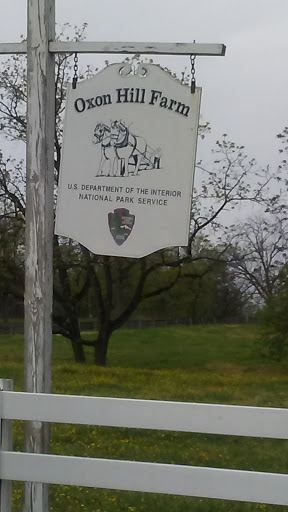 Oxon Hill Farm
U.S. DEPARTMENT OF THE INTERIOR
NATIONAL PARK SERVICE